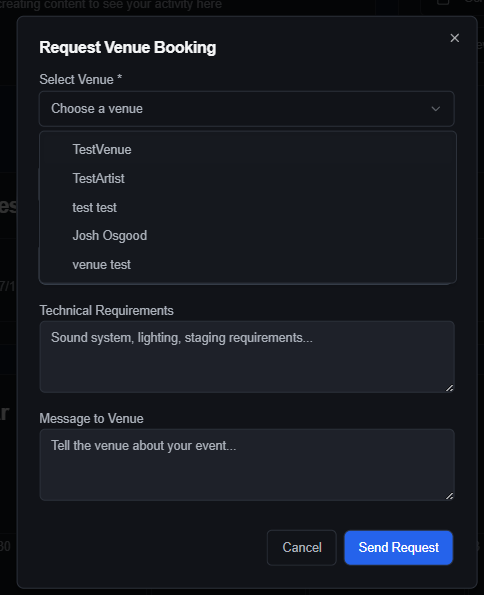 creating content to see your activity here
Request Venue Booking
Select Venue *
Choose a venue
TestVenue
TestArtist
test test
Josh Osgood
venue test
Technical Requirements
Sound system, lighting, staging requirements...
Message to Venue
Tell the venue about your event...
Cancel
Send Request